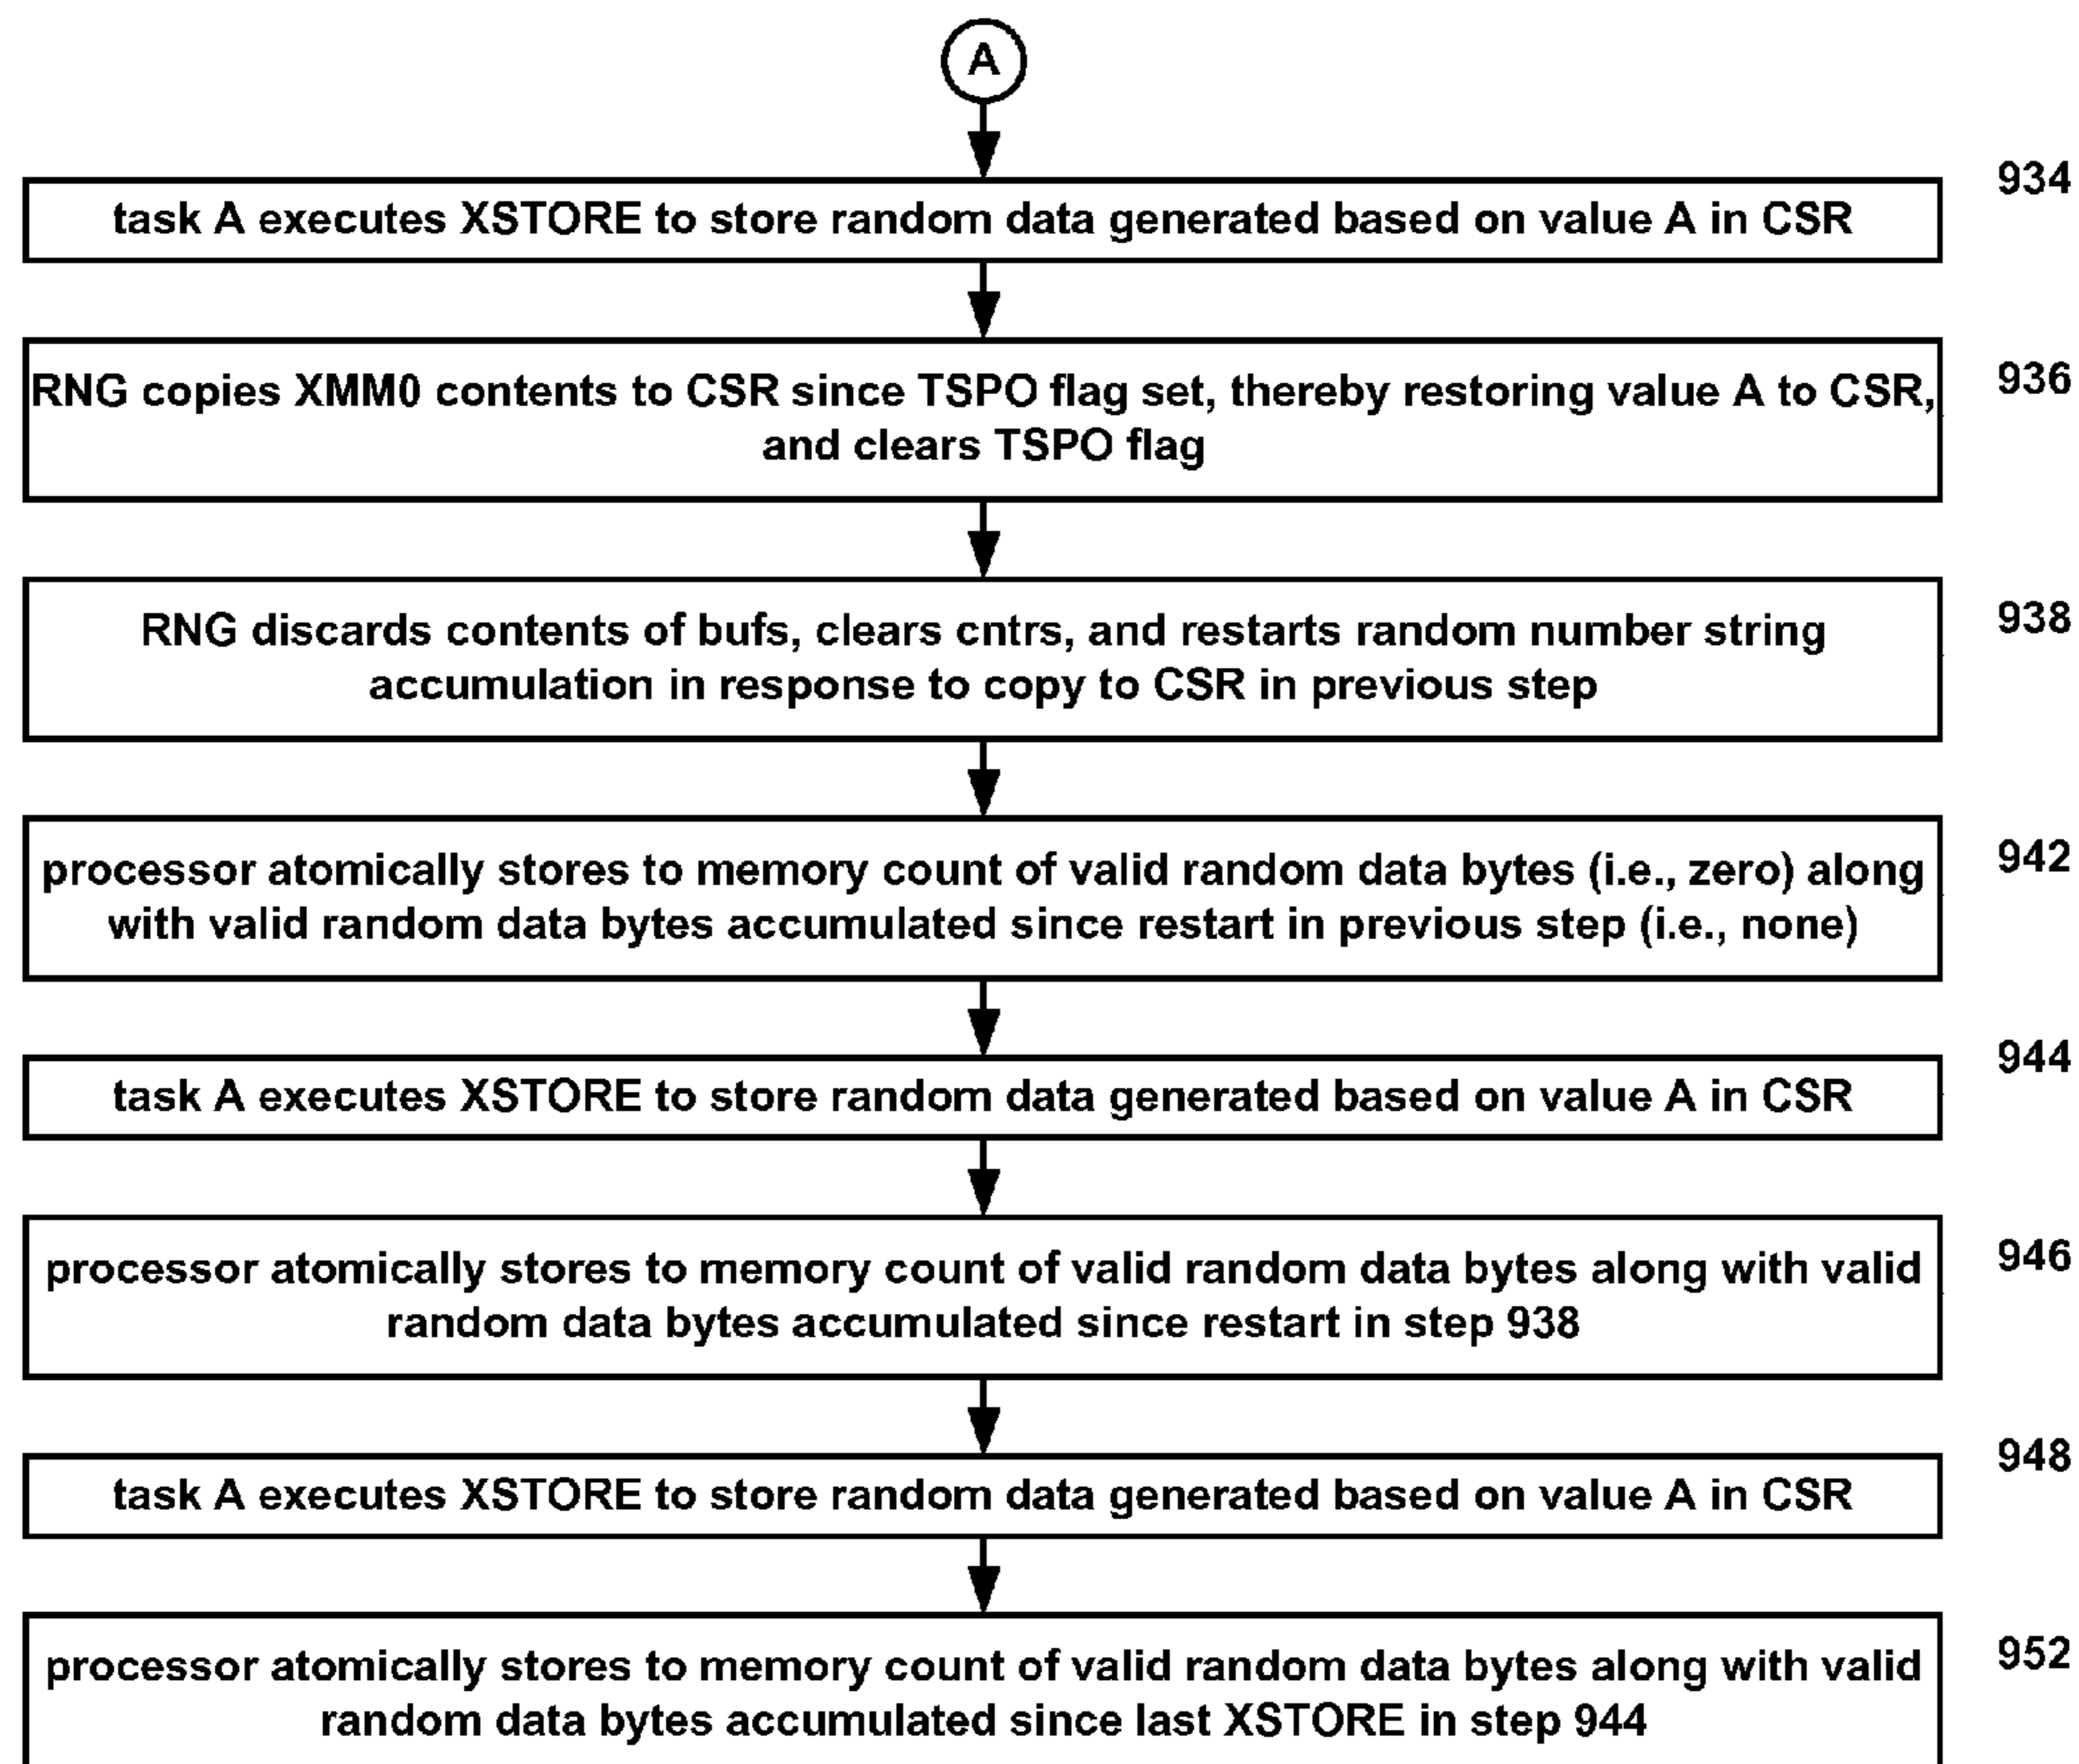 A
934
task A executes XSTORE to store random data generated based on value A in CSR
936
RNG copies XMM0 contents to CSR since TSPO flag set, thereby restoring value A to CSR,
and clears TSPO flag
938
RNG discards contents of bufs, clears cntrs, and restarts random number string
accumulation in response to copy to CSR in previous step
942
processor atomically stores to memory count of valid random data bytes (i.e., zero) along
with valid random data bytes accumulated since restart in previous step (i.e., none)
944
task A executes XSTORE to store random data generated based on value A in CSR
946
processor atomically stores to memory count of valid random data bytes along with valid
random data bytes accumulated since restart in step 938
948
task A executes XSTORE to store random data generated based on value A in CSR
952
processor atomically stores to memory count of valid random data bytes along with valid
random data bytes accumulated since last XSTORE in step 944